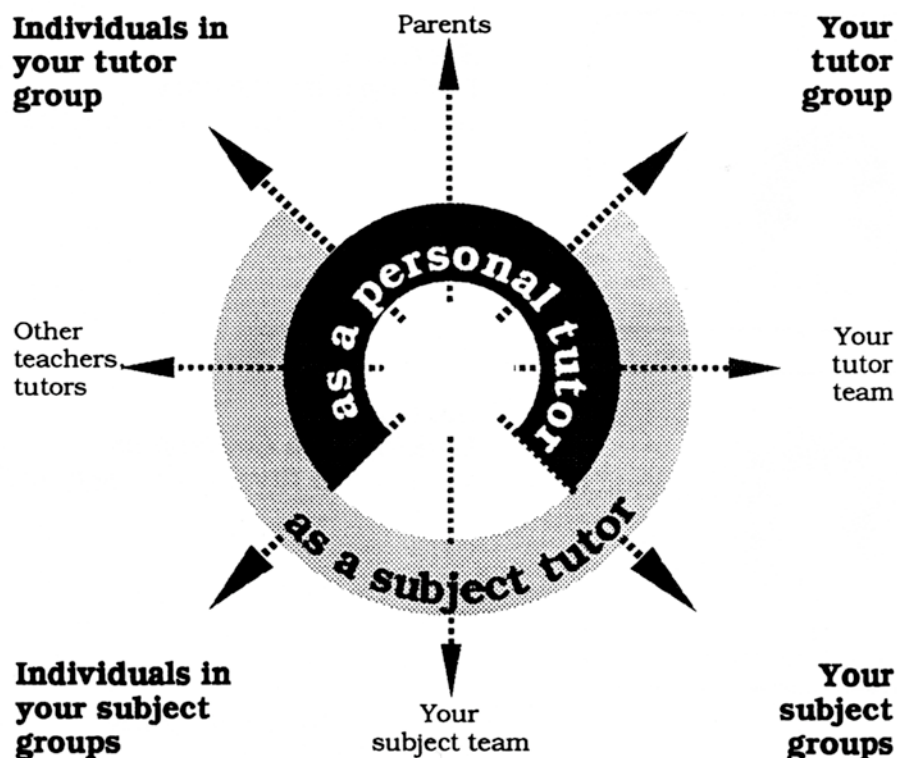 Individuals in
your tutor
group
Parents
Your
tutor
group
as a personal tutor
Other
teachers,
tutors
Your
tutor
team
as a subject tutor
Individuals in
your subject
groups
Your
subject team
Your
subject
groups